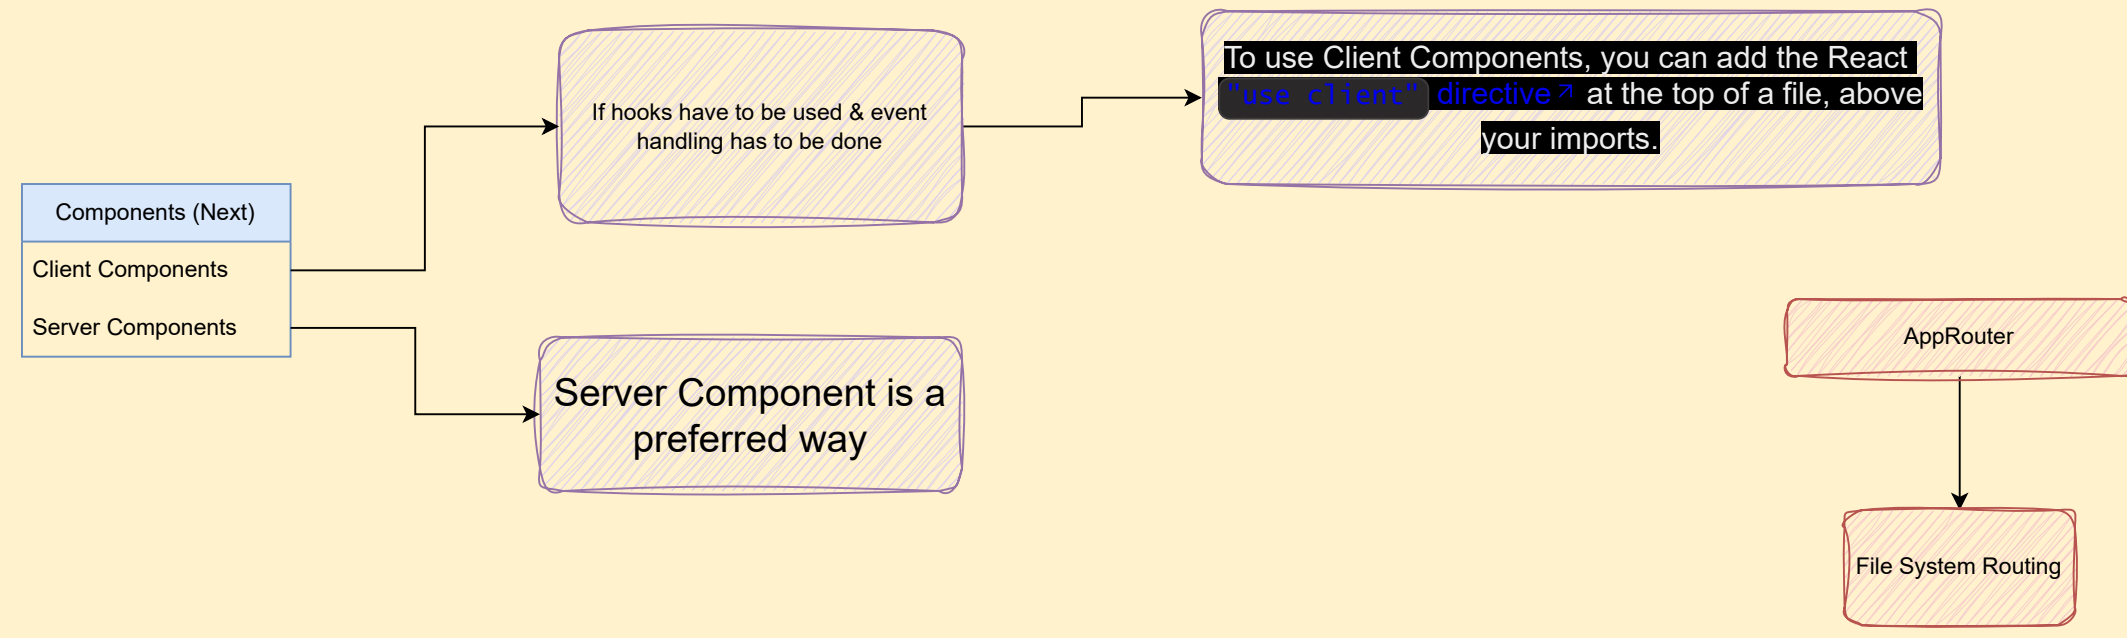 To use Client Components, you can add the React
"use client" directive at the top of a file, above
your imports.
If hooks have to be used & event
handling has to be done
Components (Next)
Client Components
Server Components
Server Component is a
preferred way
AppRouter
File System Routing